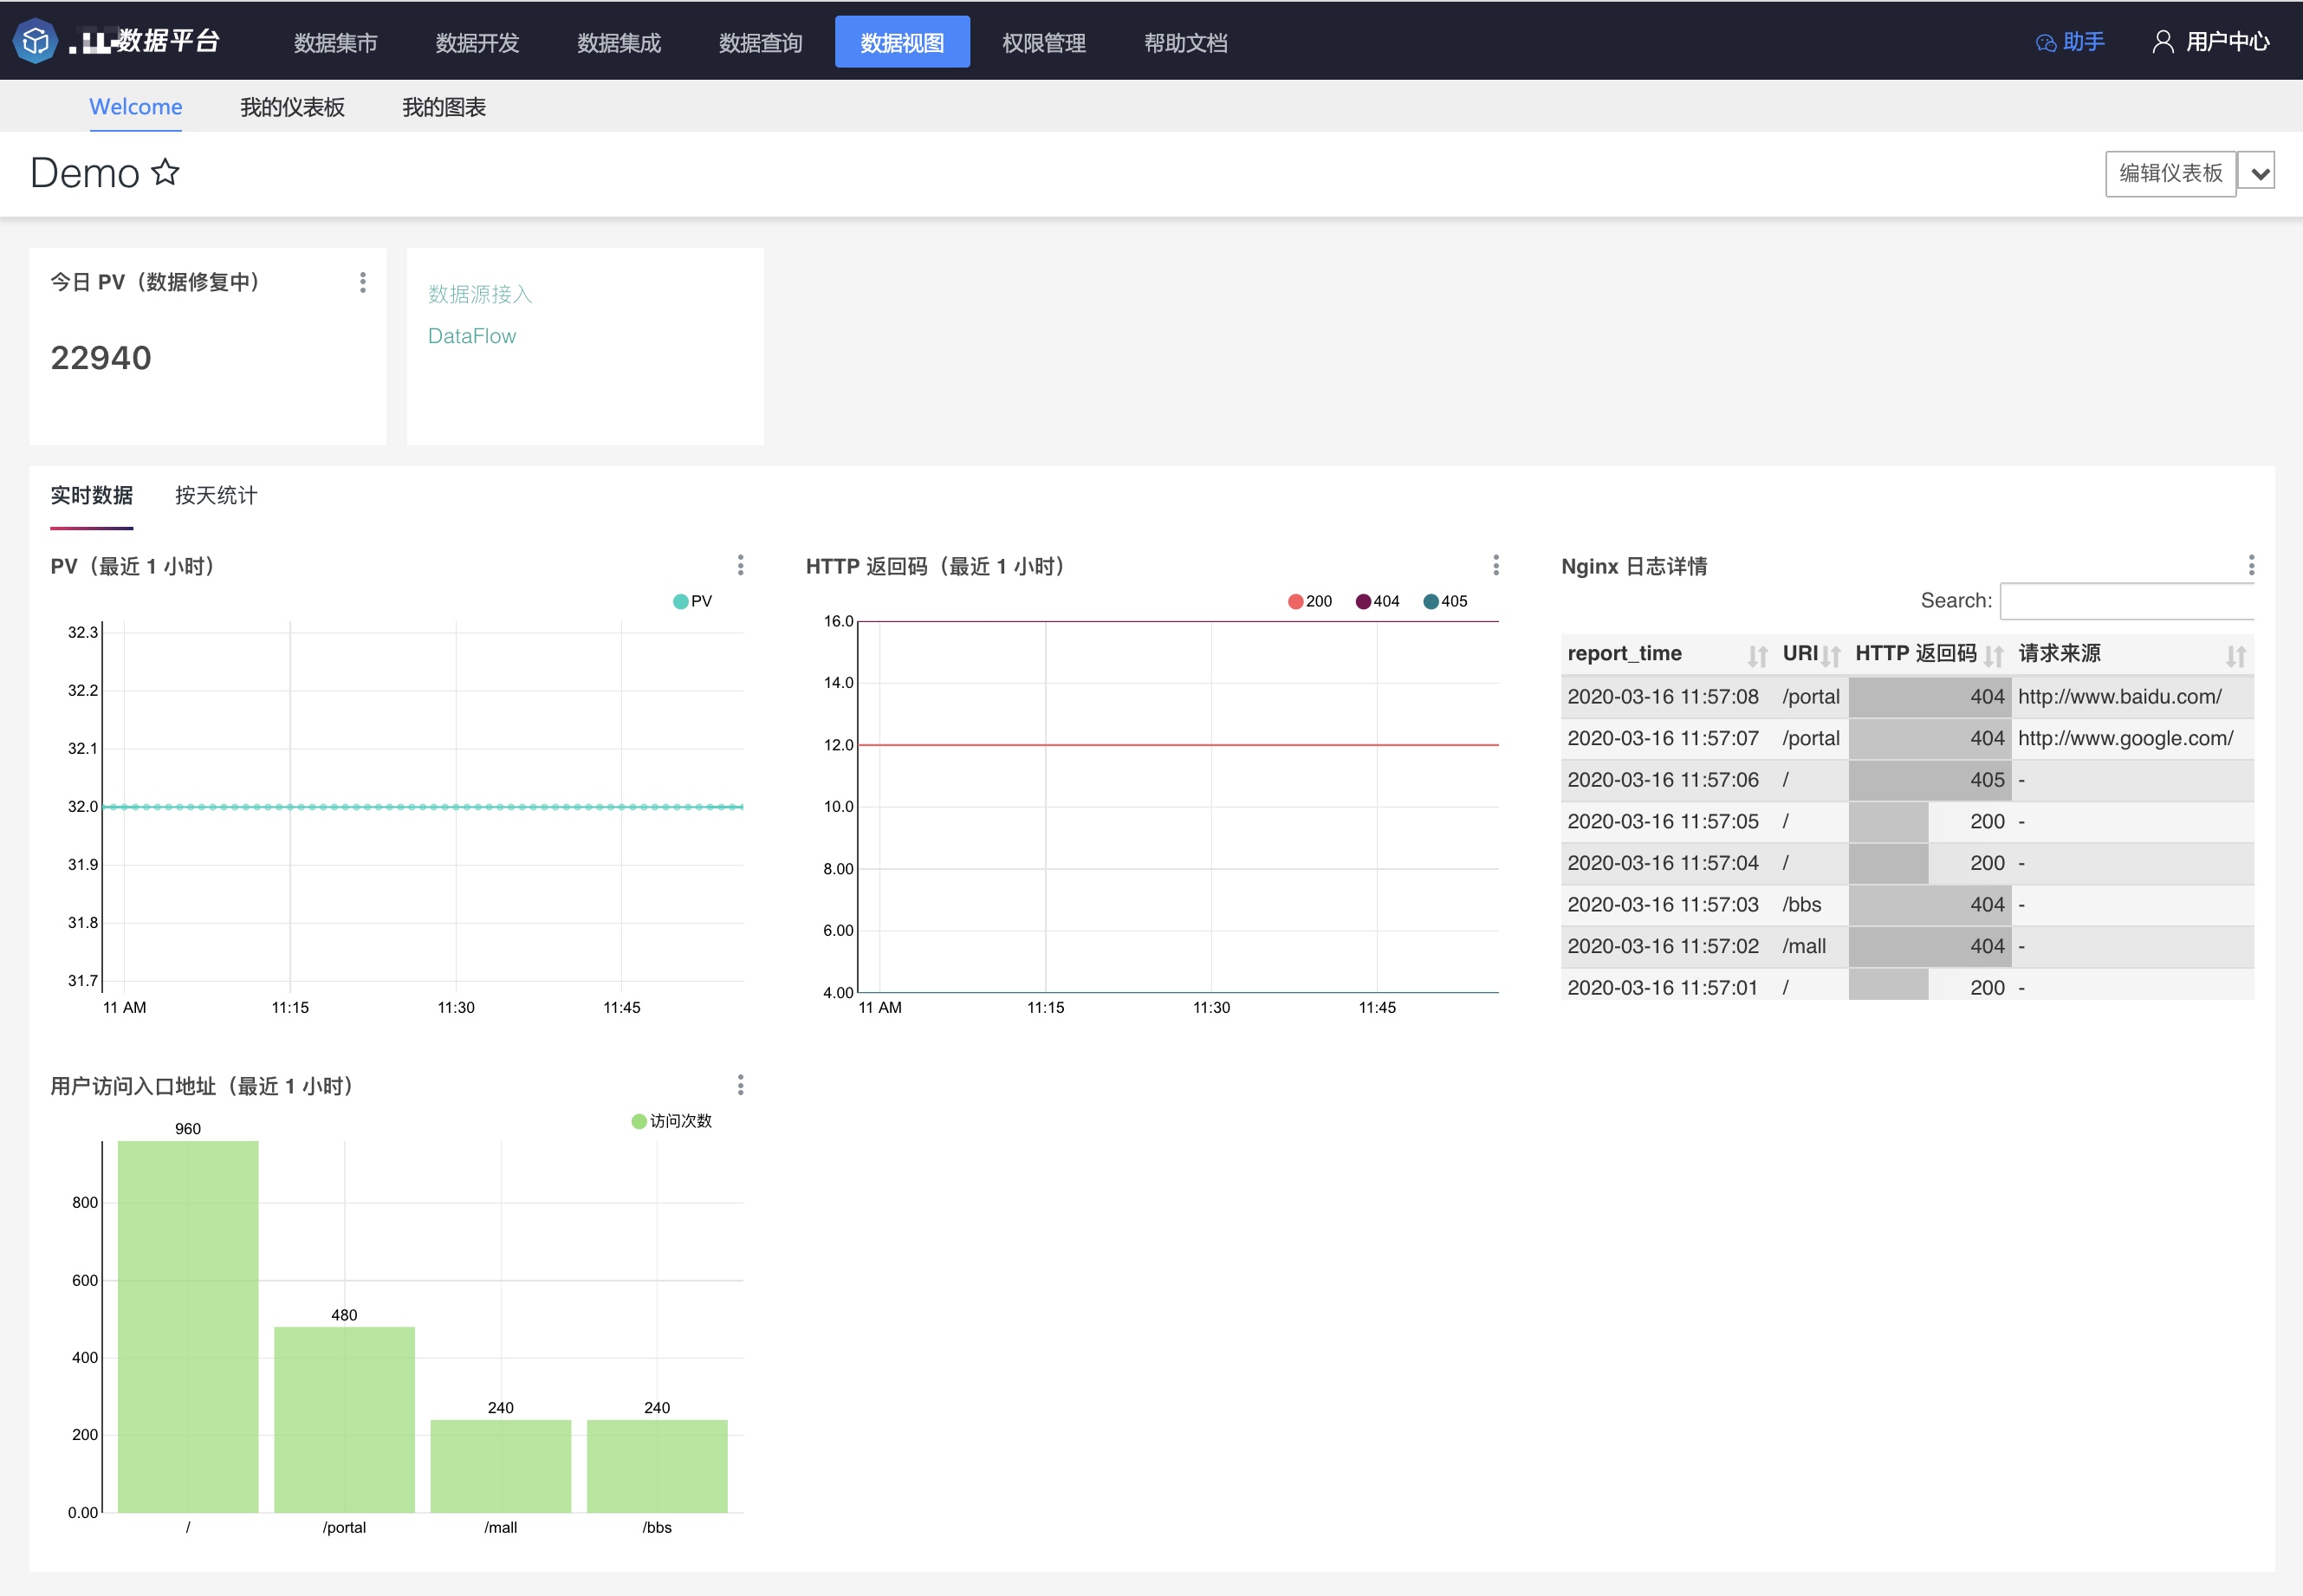 数据平台
数据集市 数据开发 数据集成 数据查询 数据视图 权限管理 帮助文档 助手 用户中心
Welcome 我的仪表板 我的图表
Demo
编辑仪表板
今日 PV（数据修复中）
22940
数据源接入
DataFlow
实时数据 按天统计
PV（最近 1 小时）
PV
32.3
32.2
32.1
32.0
31.9
31.8
31.7
11 AM 11:15 11:30 11:45
HTTP 返回码（最近 1 小时）
200 404 405
16.0
14.0
12.0
10.0
8.00
6.00
4.00
11 AM 11:15 11:30 11:45
Nginx 日志详情
Search:
report_time URI HTTP 返回码 请求来源
2020-03-16 11:57:08 /portal 404 http://www.baidu.com/
2020-03-16 11:57:07 /portal 404 http://www.google.com/
2020-03-16 11:57:06 / 405 -
2020-03-16 11:57:05 / 200 -
2020-03-16 11:57:04 / 200 -
2020-03-16 11:57:03 /bbs 404 -
2020-03-16 11:57:02 /mall 404 -
2020-03-16 11:57:01 / 200 -
用户访问入口地址（最近 1 小时）
访问次数
960
480
240
240
800
600
400
200
0.00
/ /portal /mall /bbs